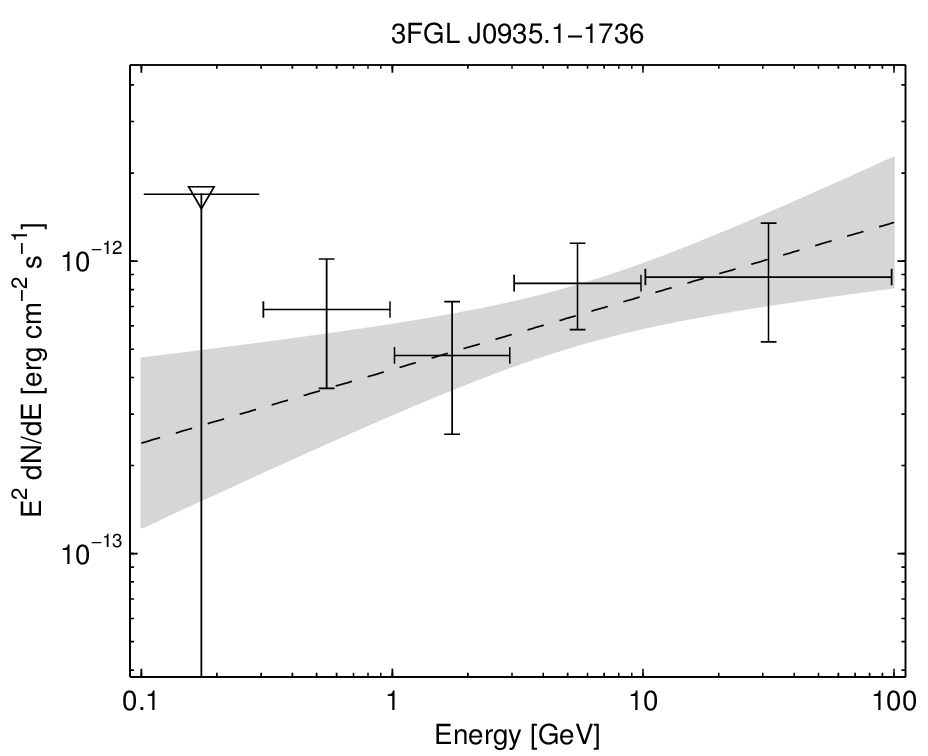 3FGL J0935.1−1736
E² dN/dE [erg cm⁻² s⁻¹]
10⁻¹²
10⁻¹³
0.1 1 10 100
Energy [GeV]